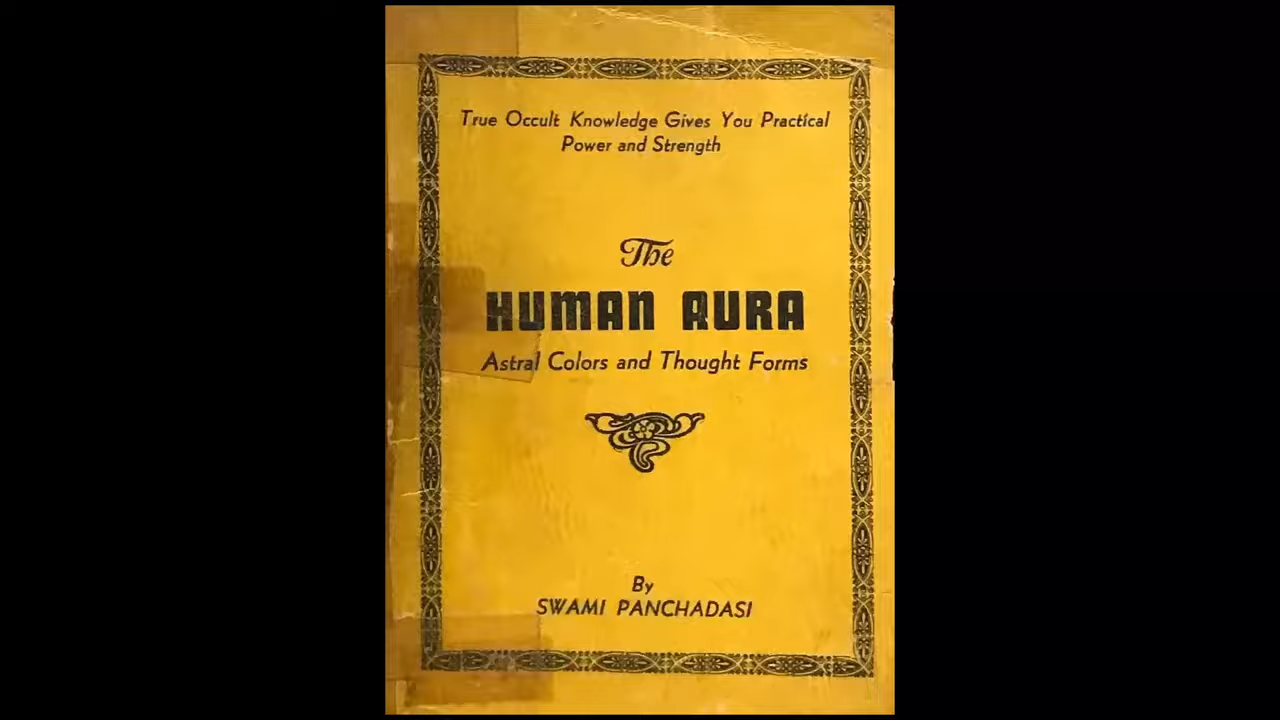 True Occult Knowledge Gives You Practical
Power and Strength
The
HUMAN AURA
Astral Colors and Thought Forms
By
SWAMI PANCHADASI